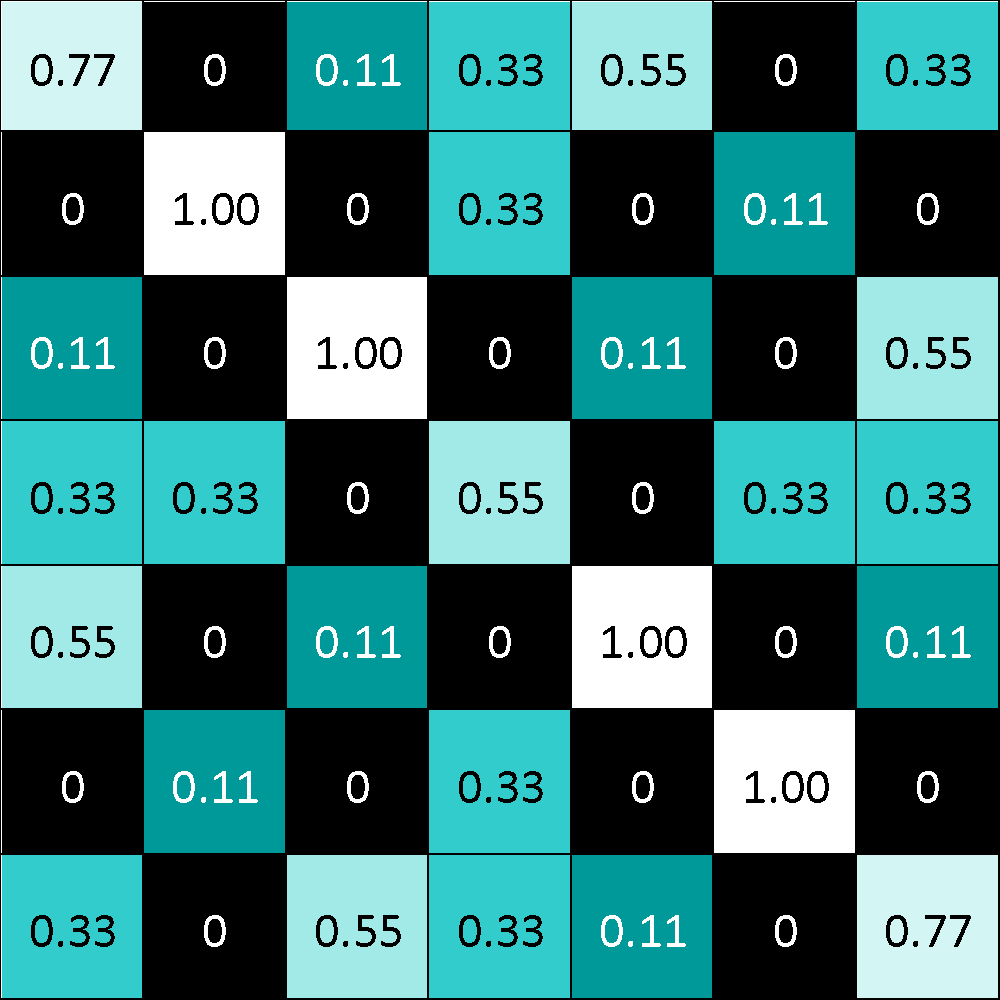 0.77 0 0.11 0.33 0.55 0 0.33
0 1.00 0 0.33 0 0.11 0
0.11 0 1.00 0 0.11 0 0.55
0.33 0.33 0 0.55 0 0.33 0.33
0.55 0 0.11 0 1.00 0 0.11
0 0.11 0 0.33 0 1.00 0
0.33 0 0.55 0.33 0.11 0 0.77